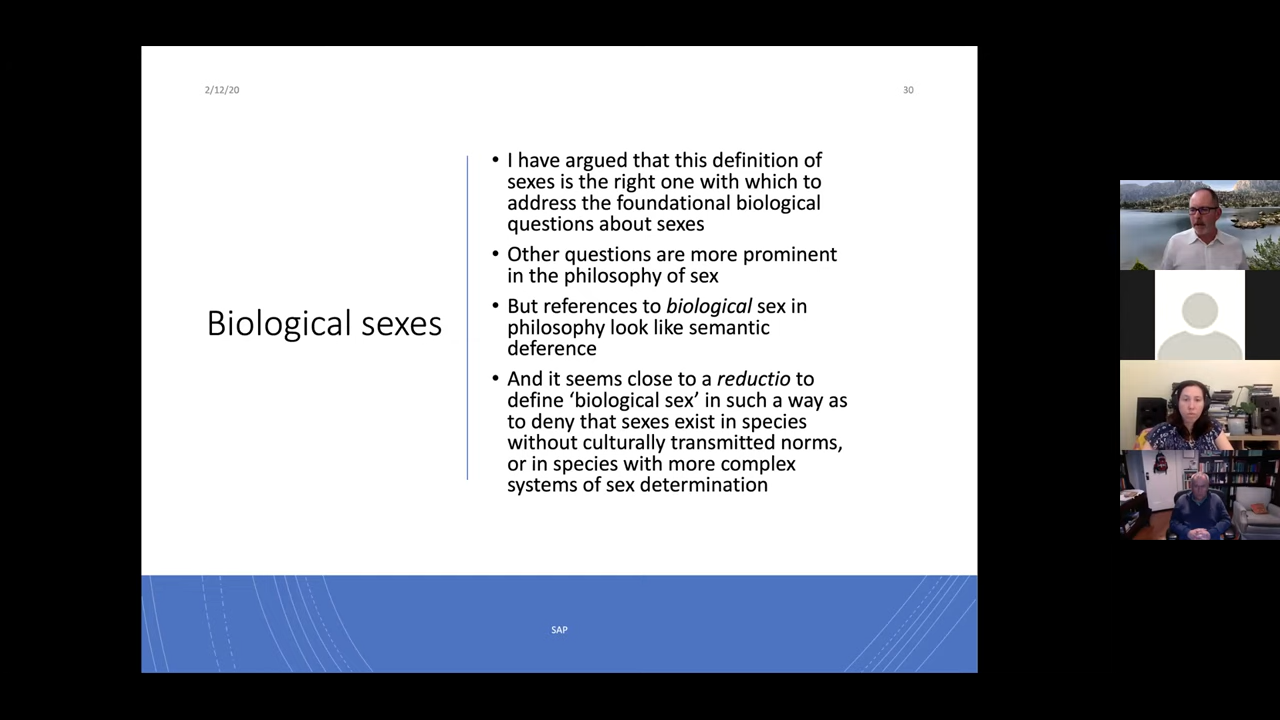 2/12/20
30
Biological sexes
• I have argued that this definition of
sexes is the right one with which to
address the foundational biological
questions about sexes
• Other questions are more prominent
in the philosophy of sex
• But references to biological sex in
philosophy look like semantic
deference
• And it seems close to a reductio to
define ‘biological sex’ in such a way as
to deny that sexes exist in species
without culturally transmitted norms,
or in species with more complex
systems of sex determination
SAP